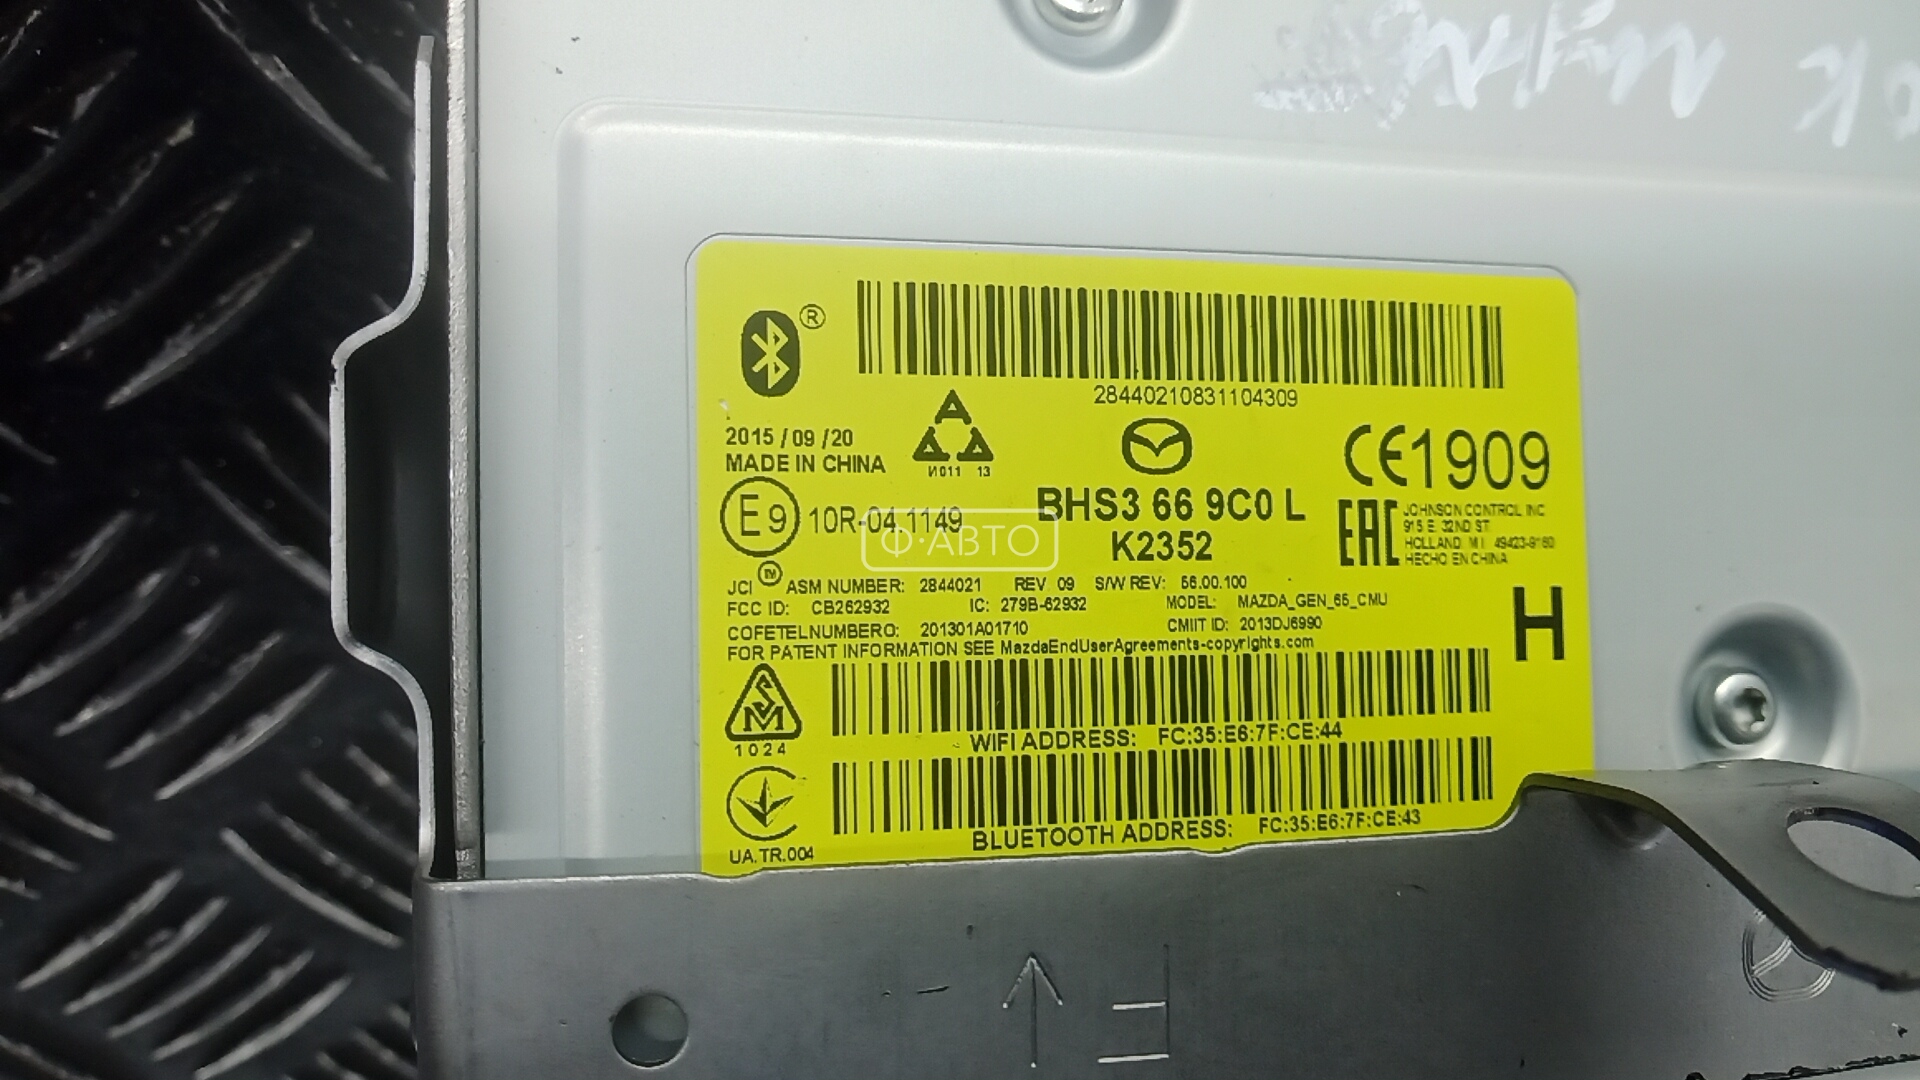 ®
28440210831104309
2015 / 09 / 20
MADE IN CHINA
И011 13
CE1909
E9 10R-04.1149
BHS3 66 9C0 L
K2352
EAC
JOHNSON CONTROL INC
915 E. 32ND ST
HOLLAND MI 49423-9160
HECHO EN CHINA
Ф·АВТО
JCI TM ASM NUMBER: 2844021 REV 09 S/W REV: 56.00.100
FCC ID: CB262932 IC: 279B-62932 MODEL: MAZDA_GEN_65_CMU
COFETELNUMBERO: 201301A01710 CMIIT ID: 2013DJ6990
FOR PATENT INFORMATION SEE MazdaEndUserAgreements-copyrights.com
H
SM
1024
WIFI ADDRESS: FC:35:E6:7F:CE:44
BLUETOOTH ADDRESS: FC:35:E6:7F:CE:43
UA.TR.004